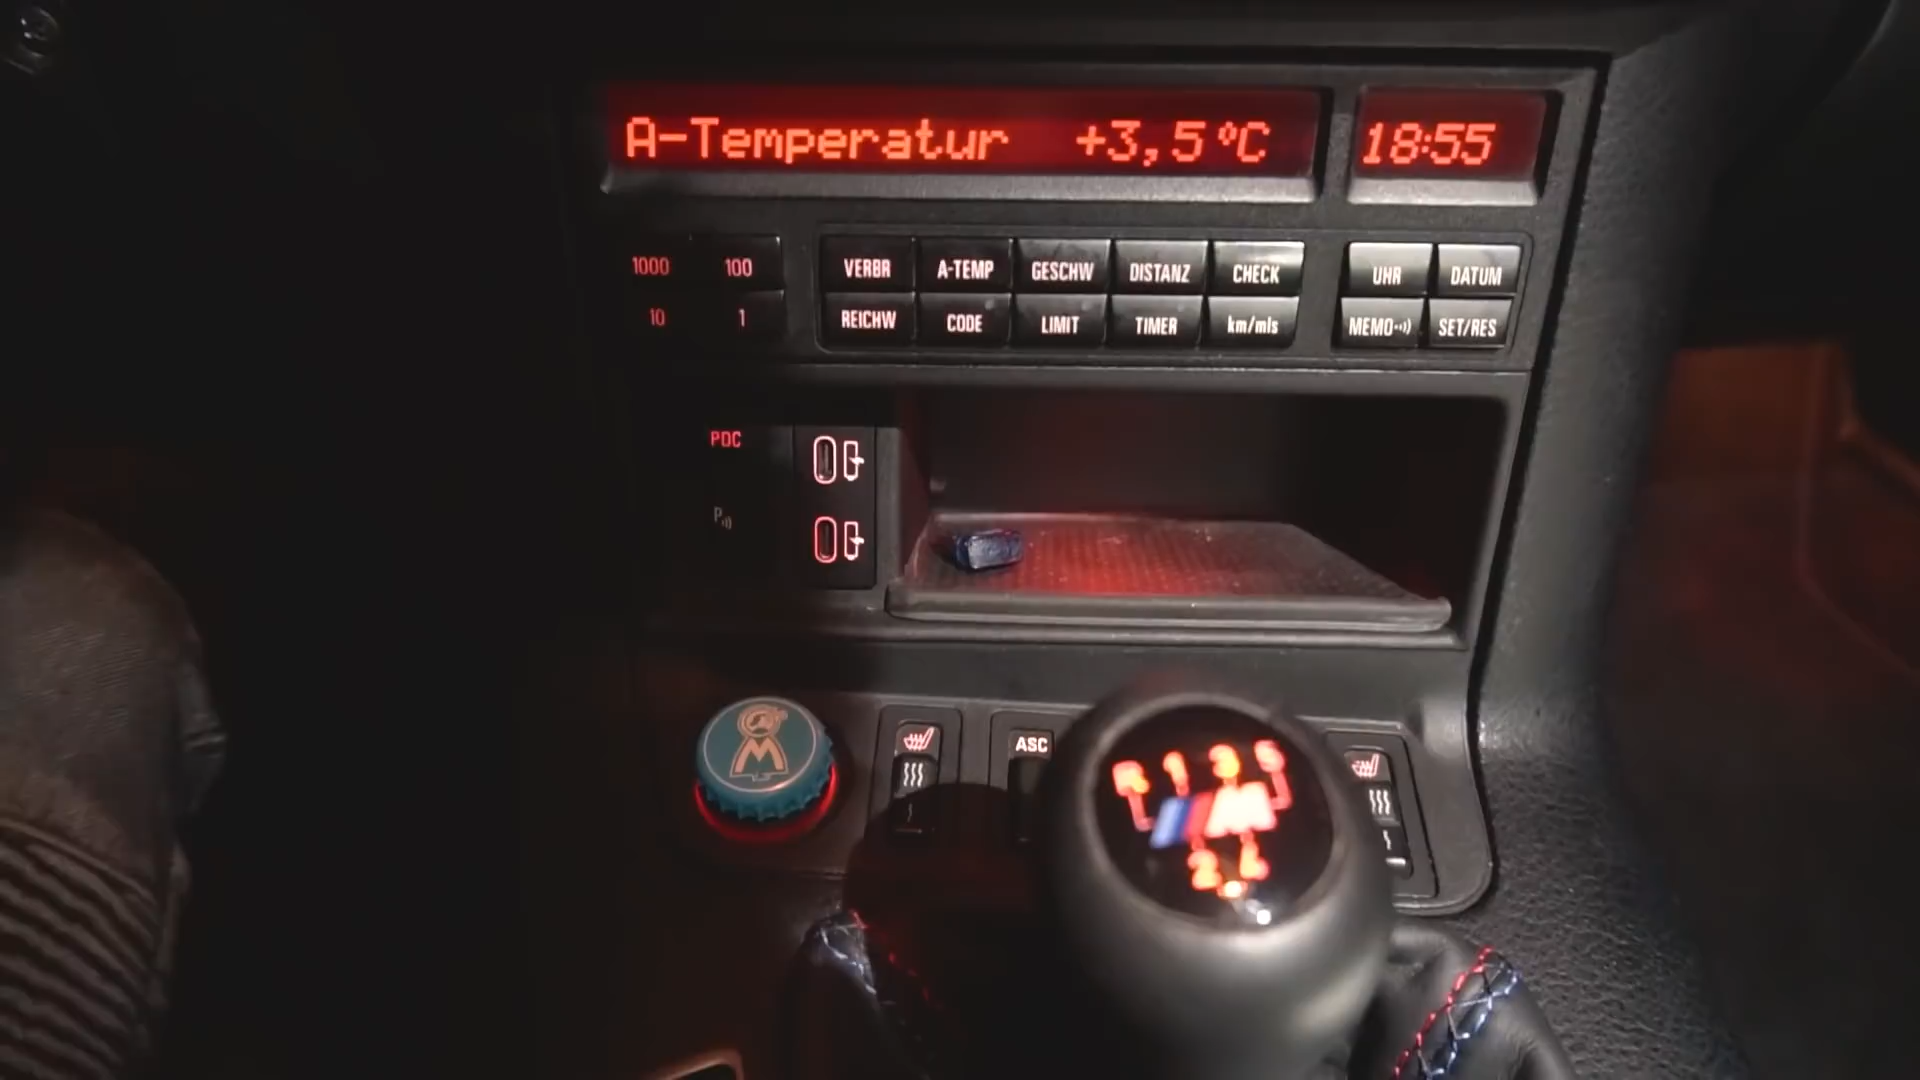 A-Temperatur +3,5°C 18:55
1000 100 VERBR A-TEMP GESCHW DISTANZ CHECK UHR DATUM
10 1 REICHW CODE LIMIT TIMER km/mls MEMO SET/RES
PDC
P
M
ASC
R 1 3 5
M
2 4